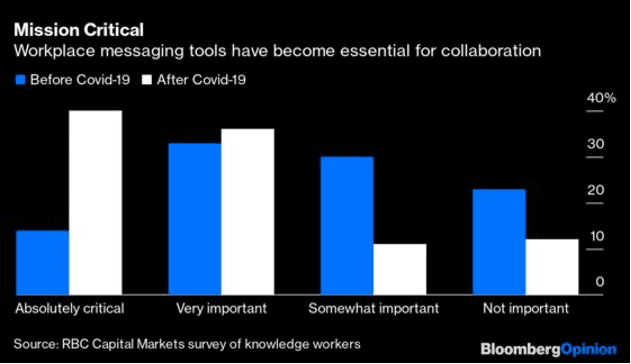 Mission Critical
Workplace messaging tools have become essential for collaboration
Before Covid-19 After Covid-19
40%
30
20
10
0
Absolutely critical Very important Somewhat important Not important
Source: RBC Capital Markets survey of knowledge workers
BloombergOpinion